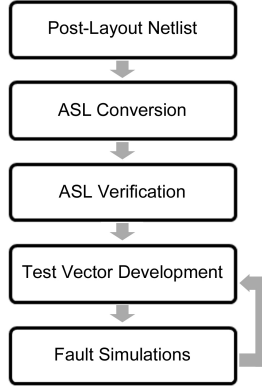 Post-Layout Netlist
ASL Conversion
ASL Verification
Test Vector Development
Fault Simulations